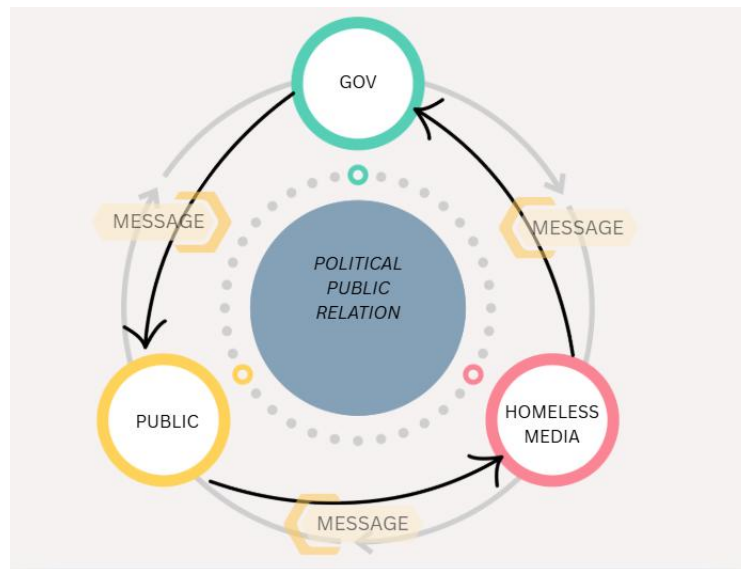 GOV
MESSAGE
MESSAGE
POLITICAL
PUBLIC
RELATION
PUBLIC
HOMELESS
MEDIA
MESSAGE